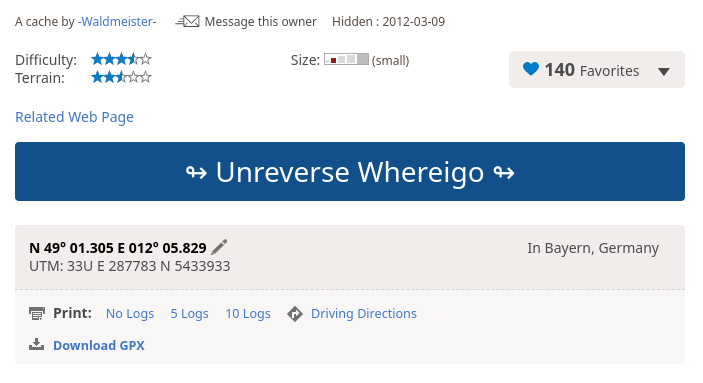 A cache by -Waldmeister- Message this owner Hidden : 2012-03-09
Difficulty: Size: (small) 140 Favorites
Terrain:
Related Web Page
↬ Unreverse Whereigo ↬
N 49° 01.305 E 012° 05.829 In Bayern, Germany
UTM: 33U E 287783 N 5433933
Print: No Logs 5 Logs 10 Logs Driving Directions
Download GPX